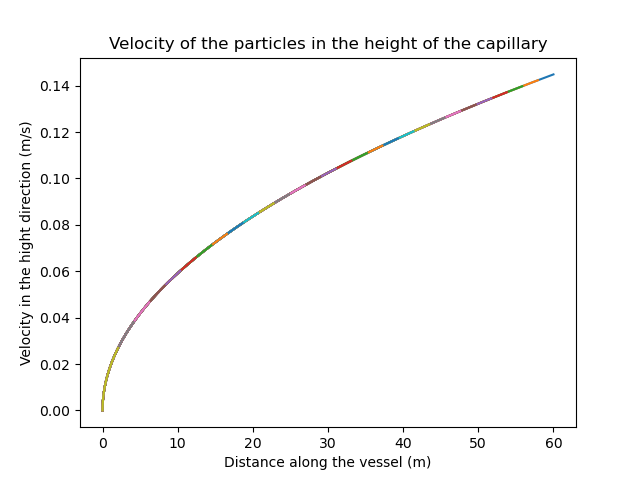 Velocity of the particles in the height of the capillary
Velocity in the hight direction (m/s)
0.14
0.12
0.10
0.08
0.06
0.04
0.02
0.00
0 10 20 30 40 50 60
Distance along the vessel (m)